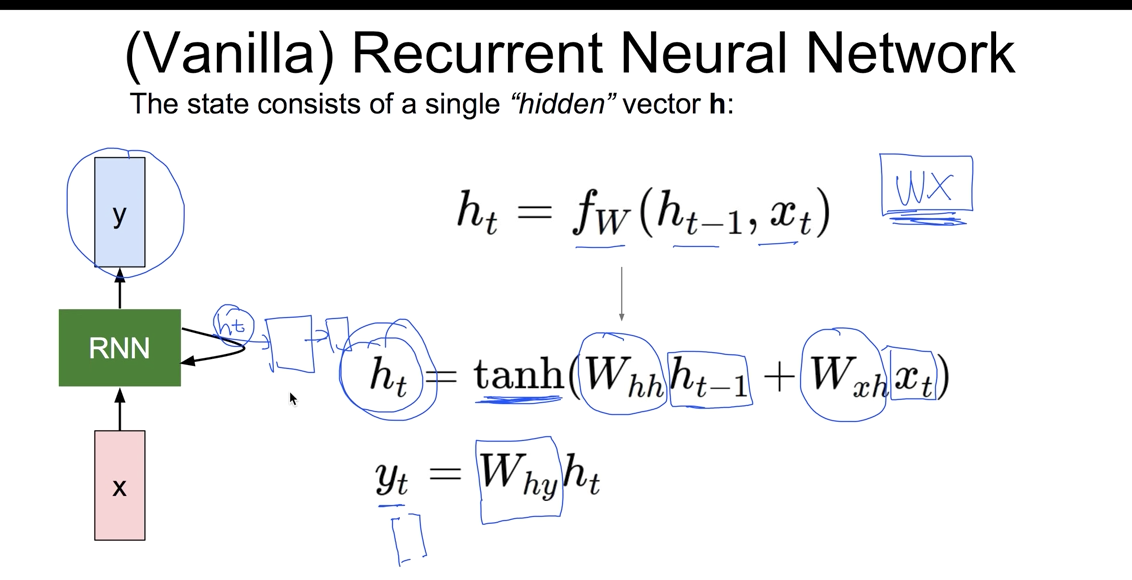 (Vanilla) Recurrent Neural Network
The state consists of a single “hidden” vector h:
y
h_t = f_W(h_{t-1}, x_t)
WX
RNN
ht
h_t = tanh(W_{hh}h_{t-1} + W_{xh}x_t)
x
y_t = W_{hy}h_t
[ ]